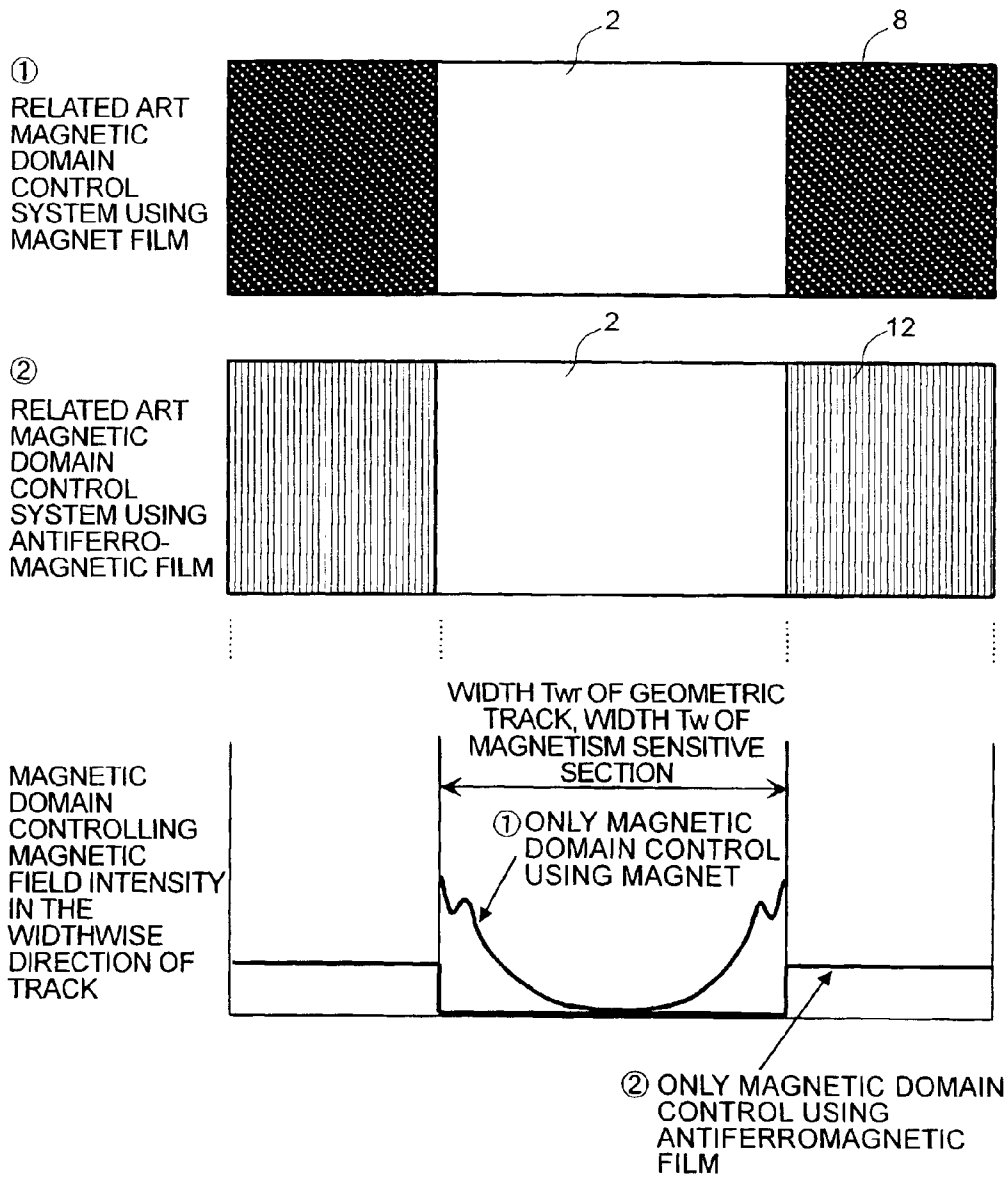 2
8
①
RELATED ART
MAGNETIC
DOMAIN
CONTROL
SYSTEM USING
MAGNET FILM
2
12
②
RELATED ART
MAGNETIC
DOMAIN
CONTROL
SYSTEM USING
ANTIFERRO-
MAGNETIC FILM
WIDTH Twr OF GEOMETRIC
TRACK, WIDTH Tw OF
MAGNETISM SENSITIVE
SECTION
MAGNETIC
DOMAIN
CONTROLLING
MAGNETIC
FIELD INTENSITY
IN THE
WIDTHWISE
DIRECTION OF
TRACK
① ONLY MAGNETIC
DOMAIN CONTROL
USING MAGNET
② ONLY MAGNETIC DOMAIN
CONTROL USING
ANTIFERROMAGNETIC
FILM